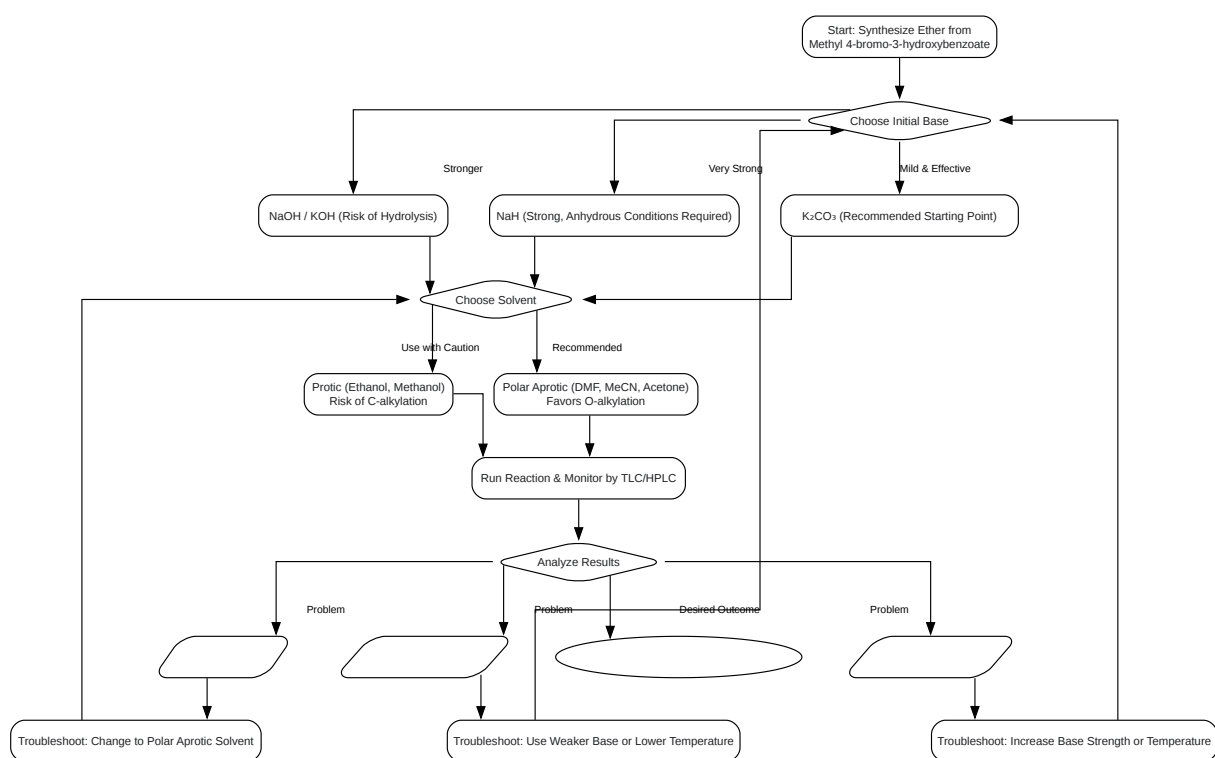 Start: Synthesize Ether from
Methyl 4-bromo-3-hydroxybenzoate
Choose Initial Base
Stronger
Very Strong
Mild & Effective
NaOH / KOH (Risk of Hydrolysis)
NaH (Strong, Anhydrous Conditions Required)
K₂CO₃ (Recommended Starting Point)
Choose Solvent
Use with Caution
Recommended
Protic (Ethanol, Methanol)
Risk of C-alkylation
Polar Aprotic (DMF, MeCN, Acetone)
Favors O-alkylation
Run Reaction & Monitor by TLC/HPLC
Analyze Results
Problem
Problem
Desired Outcome
Problem
Troubleshoot: Change to Polar Aprotic Solvent
Troubleshoot: Use Weaker Base or Lower Temperature
Troubleshoot: Increase Base Strength or Temperature